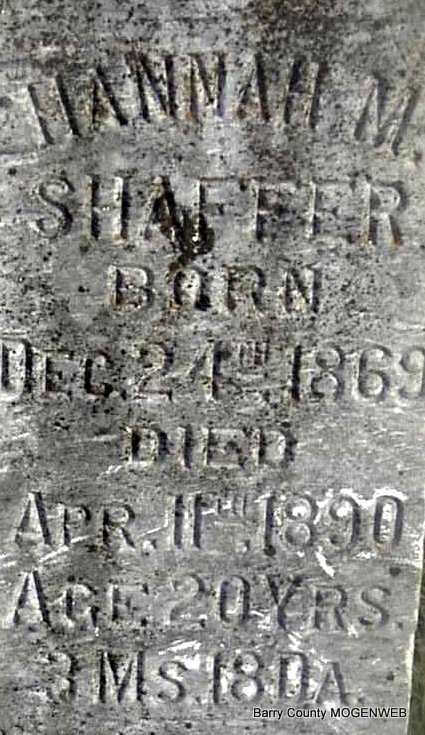 HANNAH M.
SHAFFER
BORN
DEC. 24TH 1869
DIED
APR. 11TH 1890
AGE. 20 YRS.
3 MS. 18 DA.
Barry County MOGENWEB